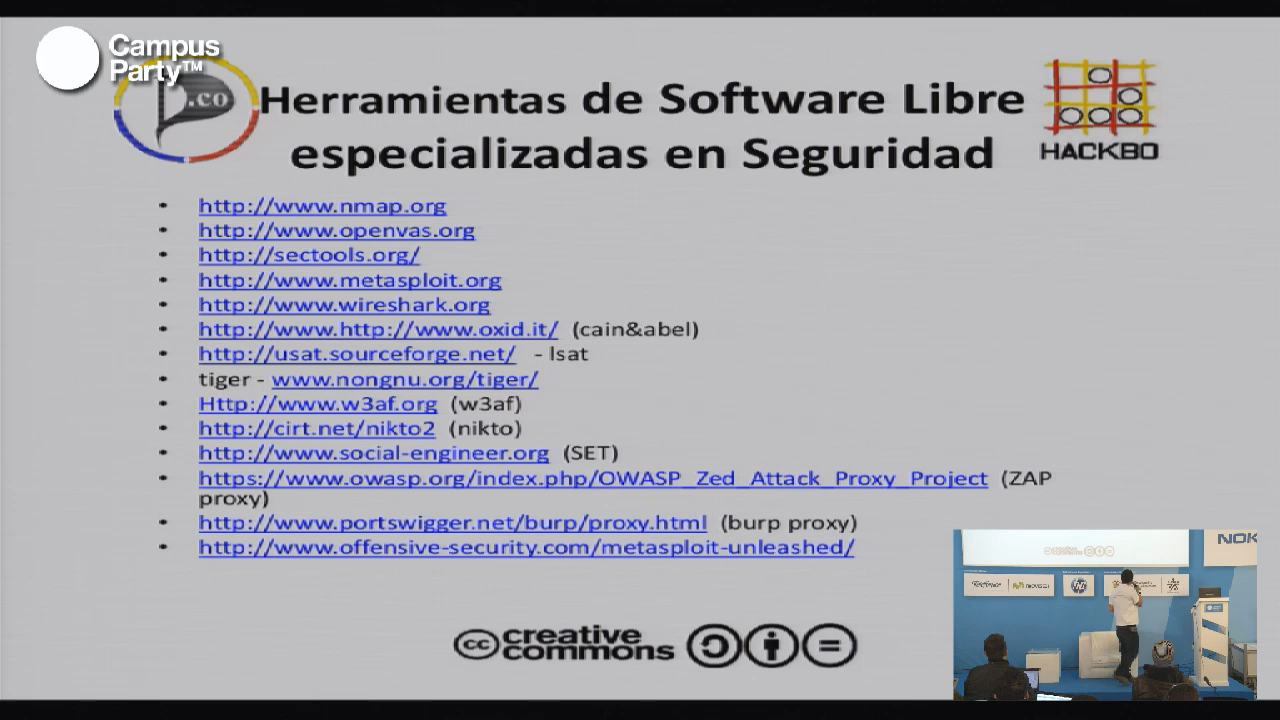 Campus
Party™
.co
Herramientas de Software Libre
especializadas en Seguridad
HACKBO
• http://www.nmap.org
• http://www.openvas.org
• http://sectools.org/
• http://www.metasploit.org
• http://www.wireshark.org
• http://www.http://www.oxid.it/ (cain&abel)
• http://usat.sourceforge.net/ - lsat
• tiger - www.nongnu.org/tiger/
• Http://www.w3af.org (w3af)
• http://cirt.net/nikto2 (nikto)
• http://www.social-engineer.org (SET)
• https://www.owasp.org/index.php/OWASP_Zed_Attack_Proxy_Project (ZAP
proxy)
• http://www.portswigger.net/burp/proxy.html (burp proxy)
• http://www.offensive-security.com/metasploit-unleashed/
cc creative
commons
NOK
hp